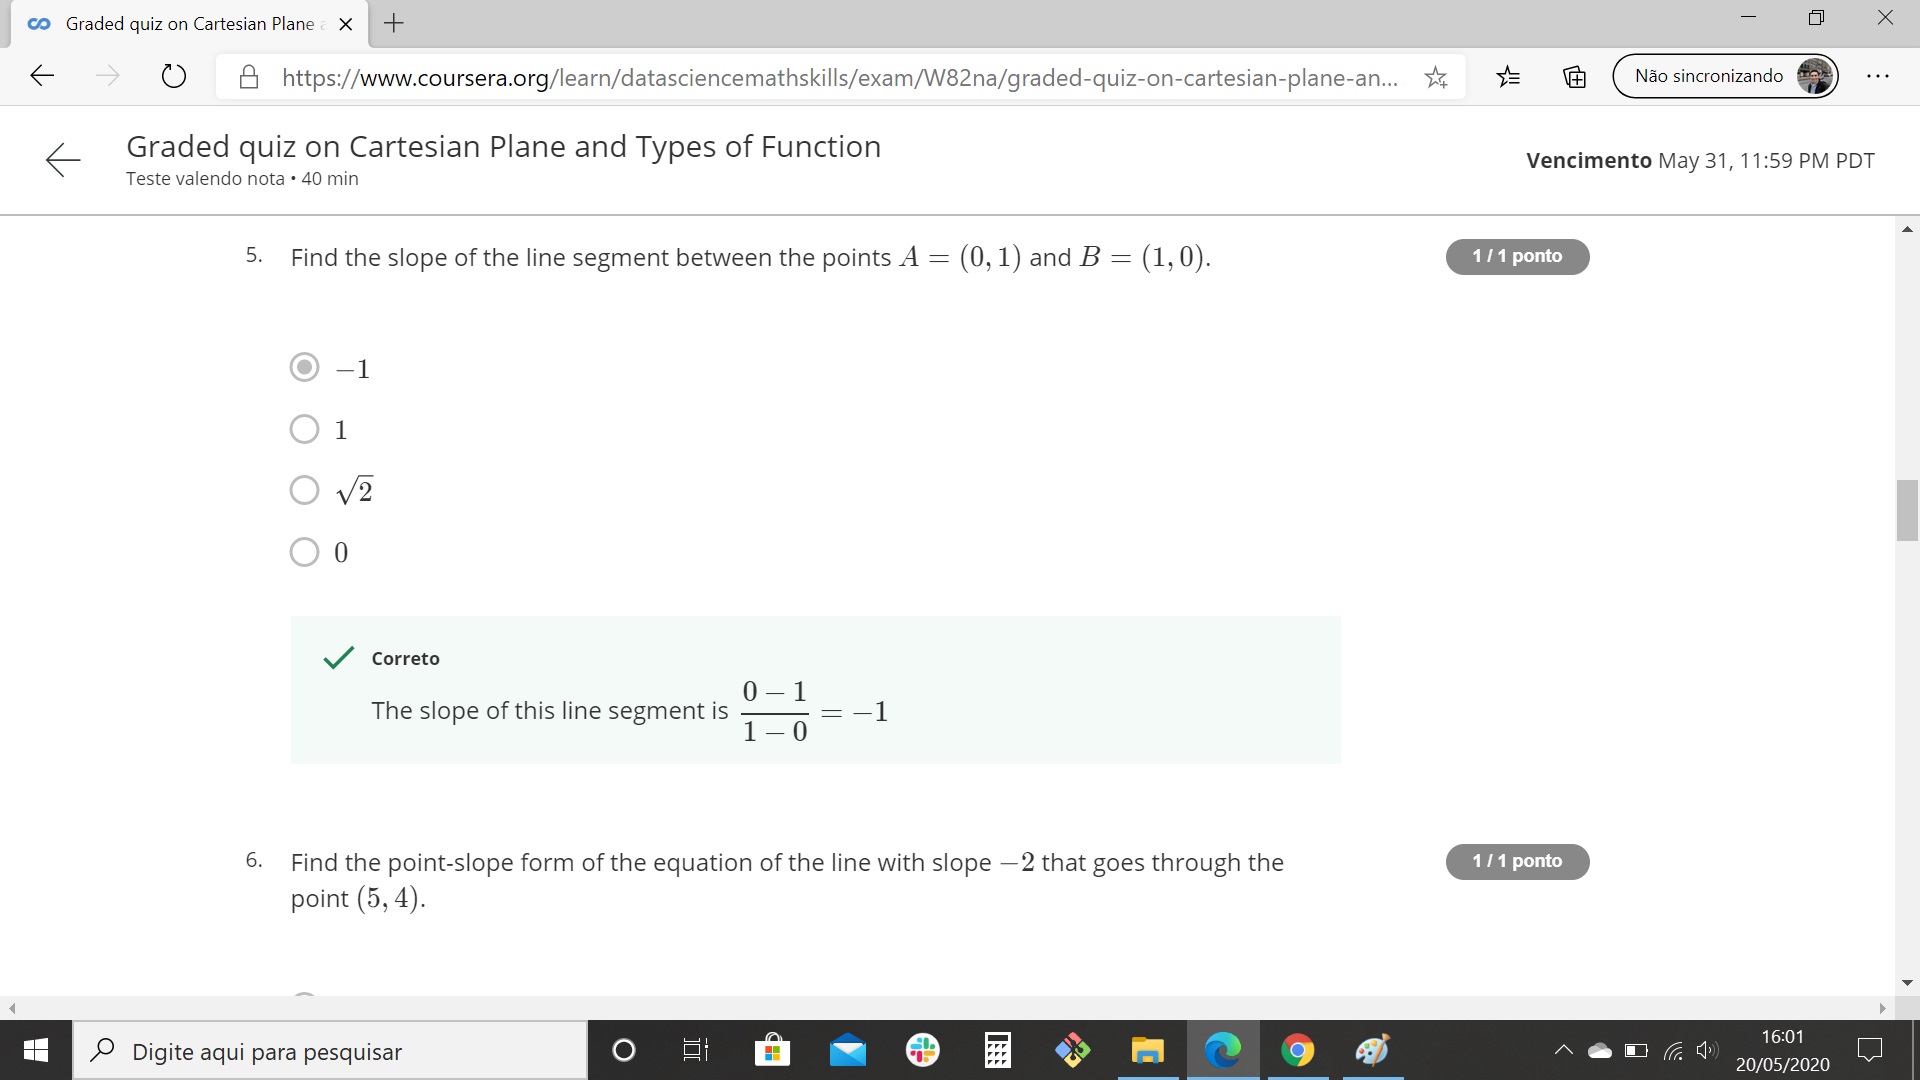 Graded quiz on Cartesian Plane a
https://www.coursera.org/learn/datasciencemathskills/exam/W82na/graded-quiz-on-cartesian-plane-an...
Não sincronizando
Graded quiz on Cartesian Plane and Types of Function
Teste valendo nota • 40 min
Vencimento May 31, 11:59 PM PDT
5. Find the slope of the line segment between the points A = (0, 1) and B = (1, 0).
1 / 1 ponto
−1
1
√2
0
Correto
The slope of this line segment is (0 − 1)/(1 − 0) = −1
6. Find the point-slope form of the equation of the line with slope −2 that goes through the
point (5, 4).
1 / 1 ponto
Digite aqui para pesquisar
16:01
20/05/2020